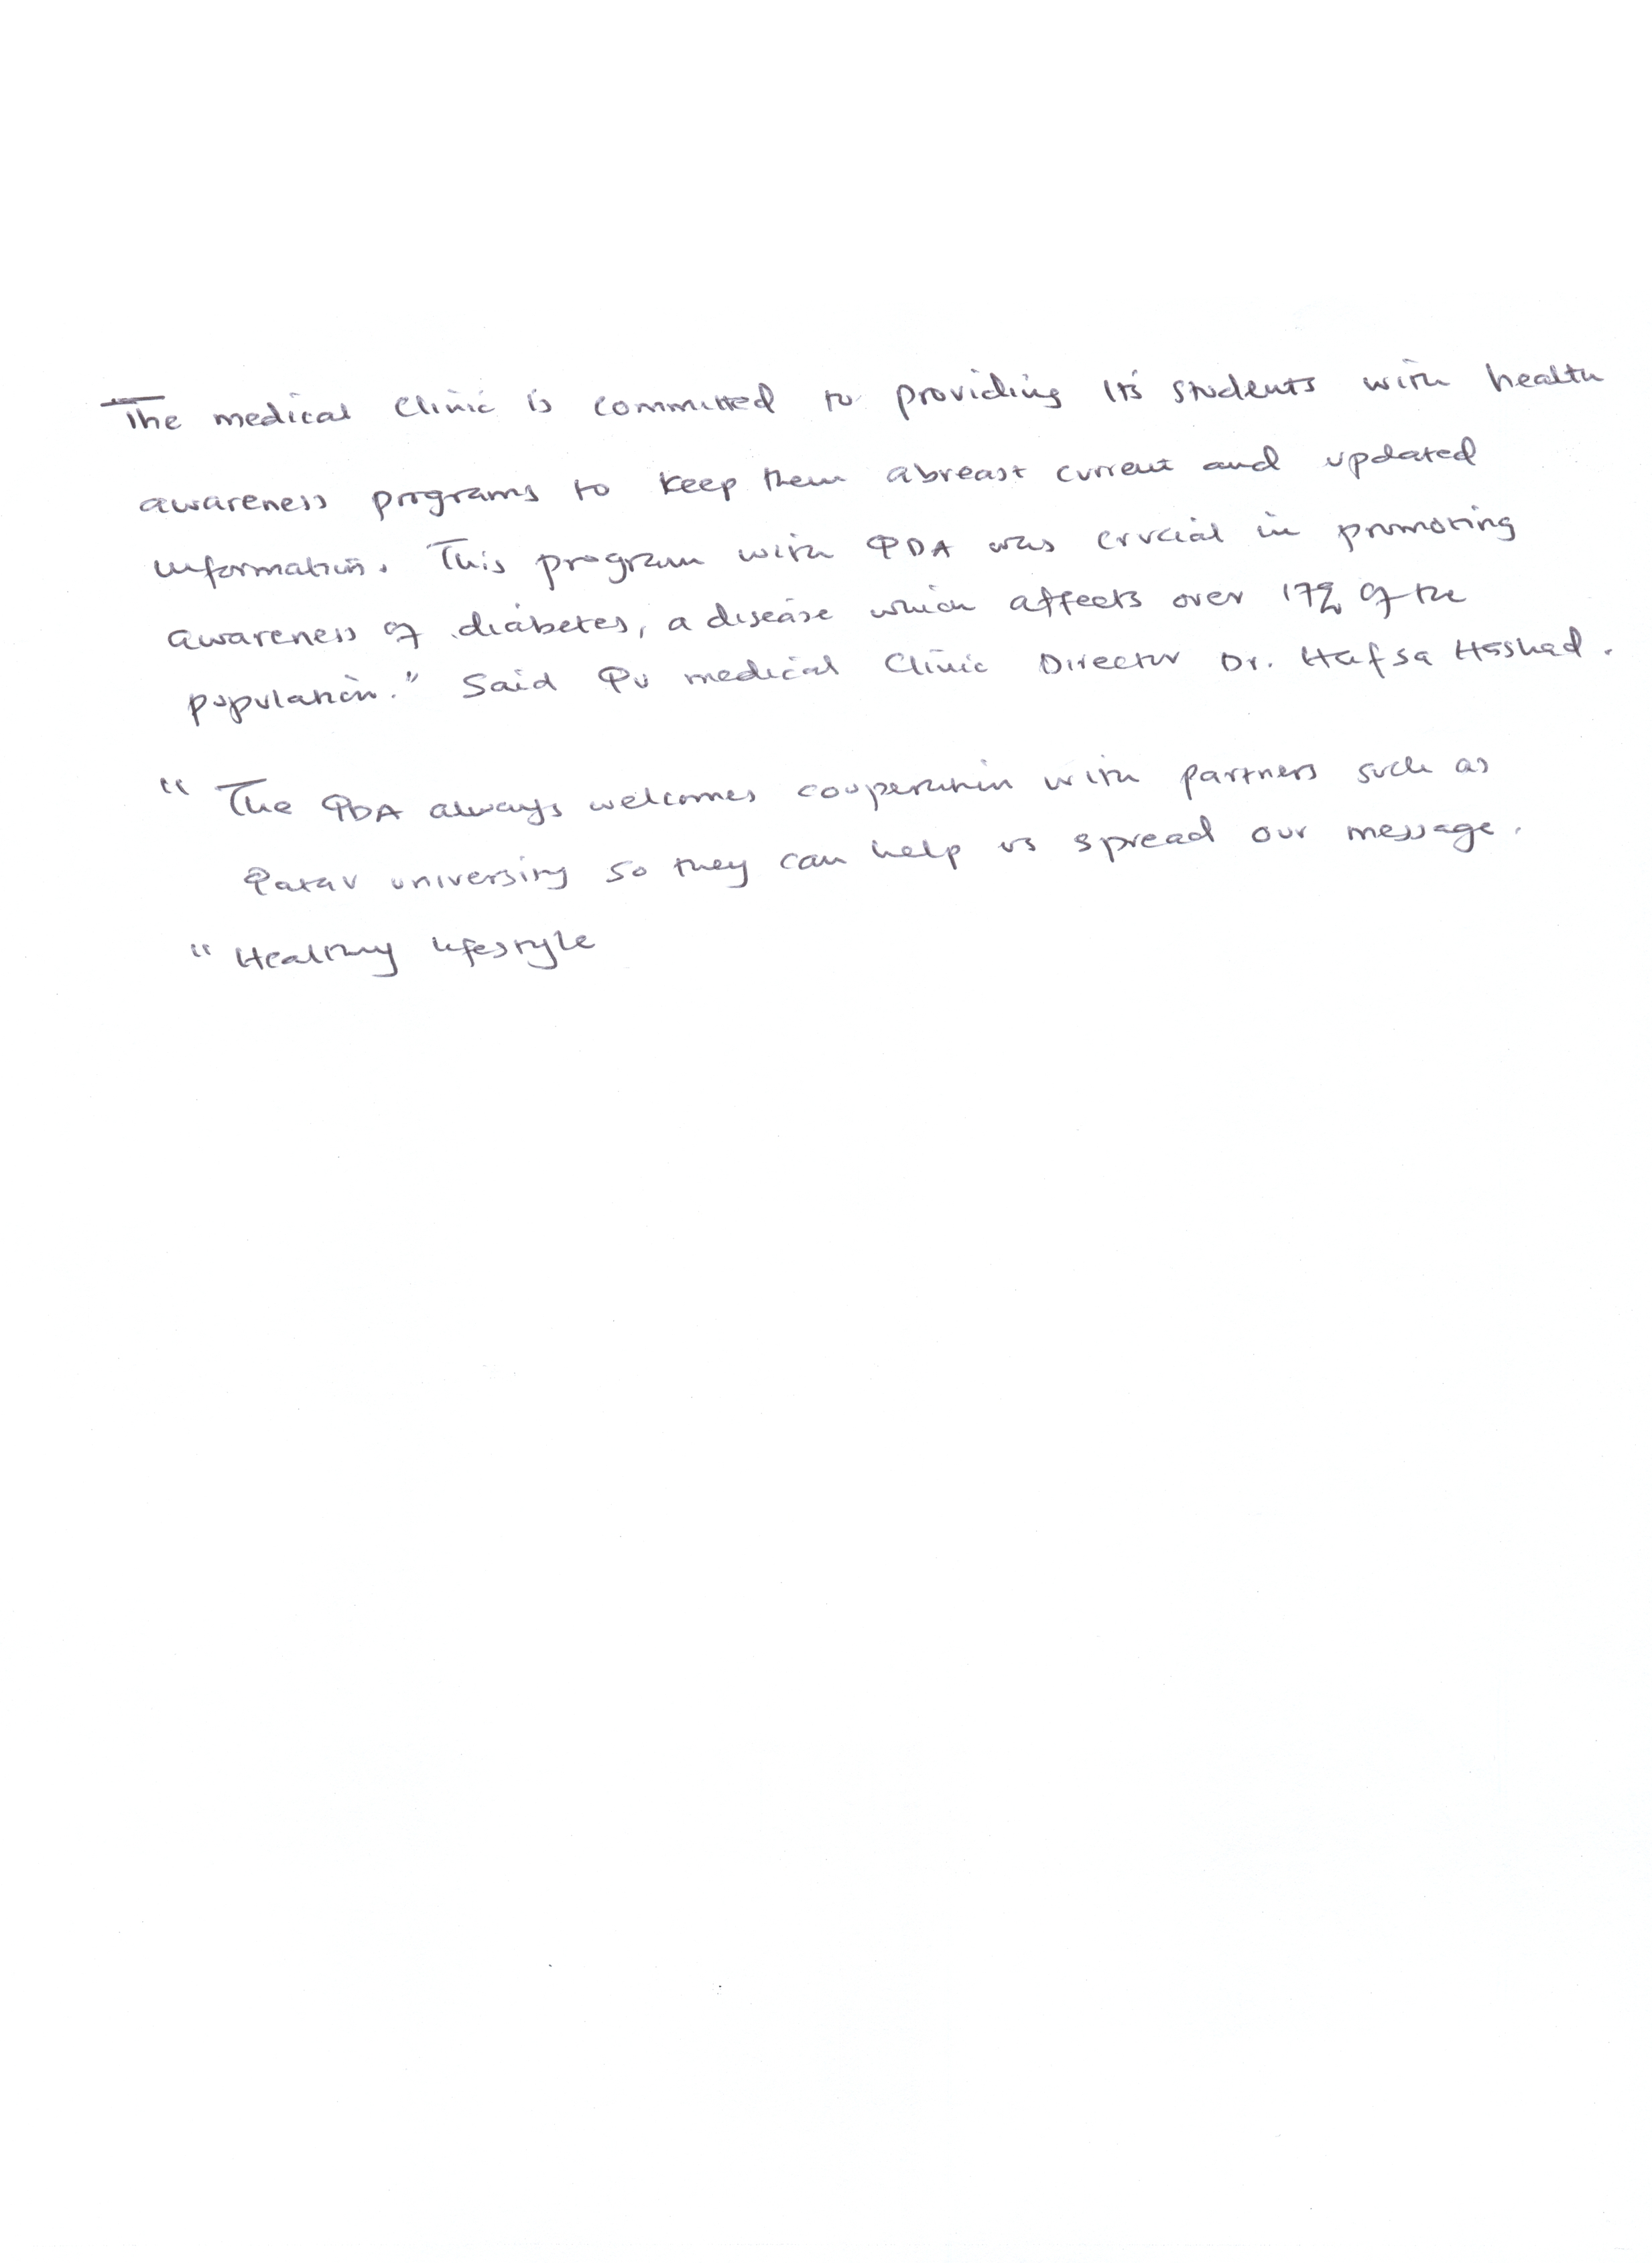 The medical Clinic is committed to providing its students with health
awareness programs to keep them abreast current and updated
information. This program with QDA was crucial in promoting
awareness of diabetes, a disease which affects over 17% of the
population." Said QU medical Clinic Director Dr. Hafsa Hashad.
" The QDA always welcomes cooperation with partners such as
Qatar university so they can help us spread our message.
" Healthy lifestyle